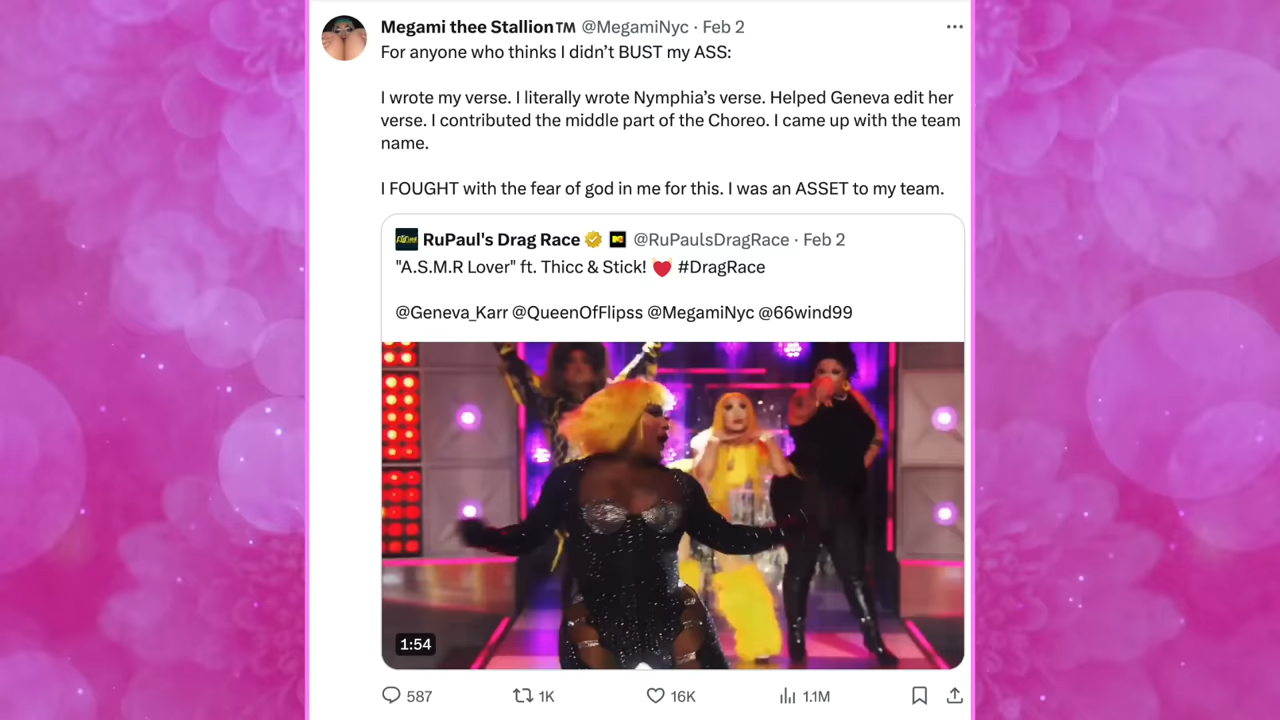 Megami thee Stallion™ @MegamiNyc · Feb 2
For anyone who thinks I didn’t BUST my ASS:
I wrote my verse. I literally wrote Nymphia’s verse. Helped Geneva edit her
verse. I contributed the middle part of the Choreo. I came up with the team
name.
I FOUGHT with the fear of god in me for this. I was an ASSET to my team.
RuPaul's Drag Race @RuPaulsDragRace · Feb 2
"A.S.M.R Lover" ft. Thicc & Stick! #DragRace
@Geneva_Karr @QueenOfFlipss @MegamiNyc @66wind99
1:54
587 1K 16K 1.1M